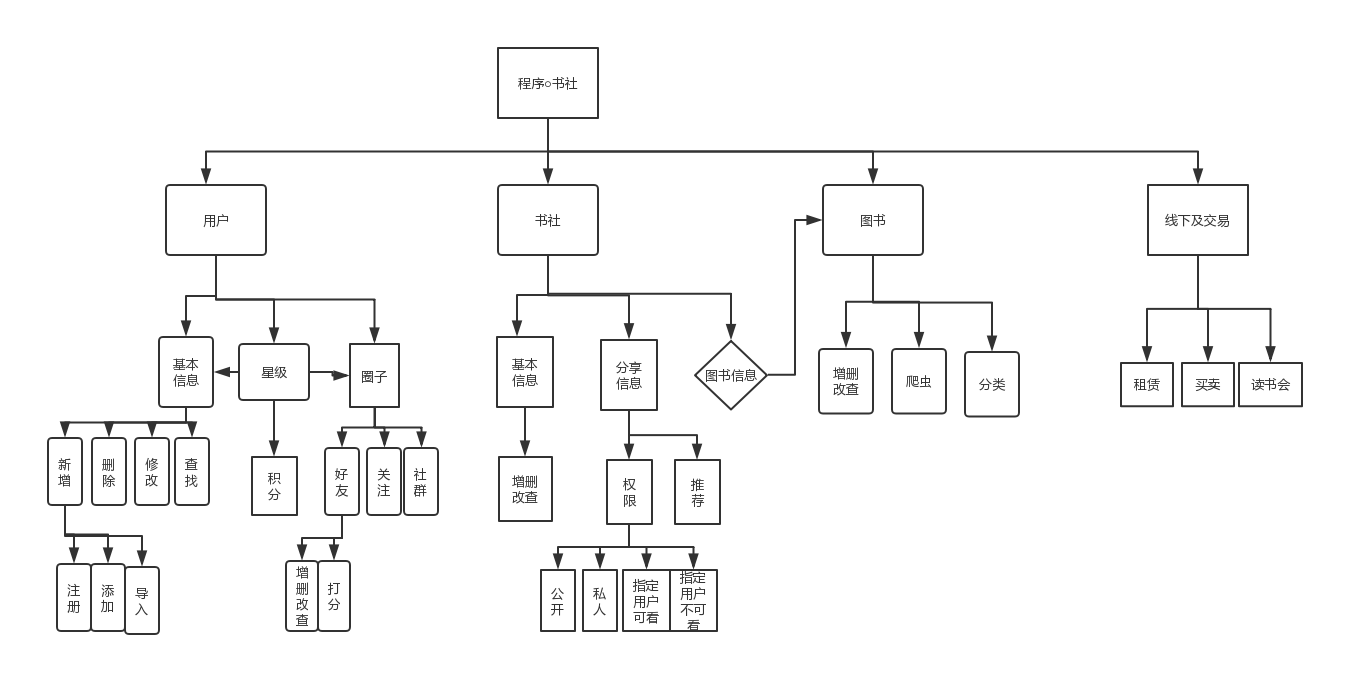 程序○书社
用户
书社
图书
线下及交易
基本
信息
星级
圈子
基本
信息
分享
信息
图书信息
增删
改查
爬虫
分类
租赁
买卖
读书会
新
增
删
除
修
改
查
找
积
分
好
友
关
注
社
群
增删
改查
权
限
推
荐
注
册
添
加
导
入
增
删
改
查
打
分
公
开
私
人
指定
用户
可看
指定
用户
不可
看